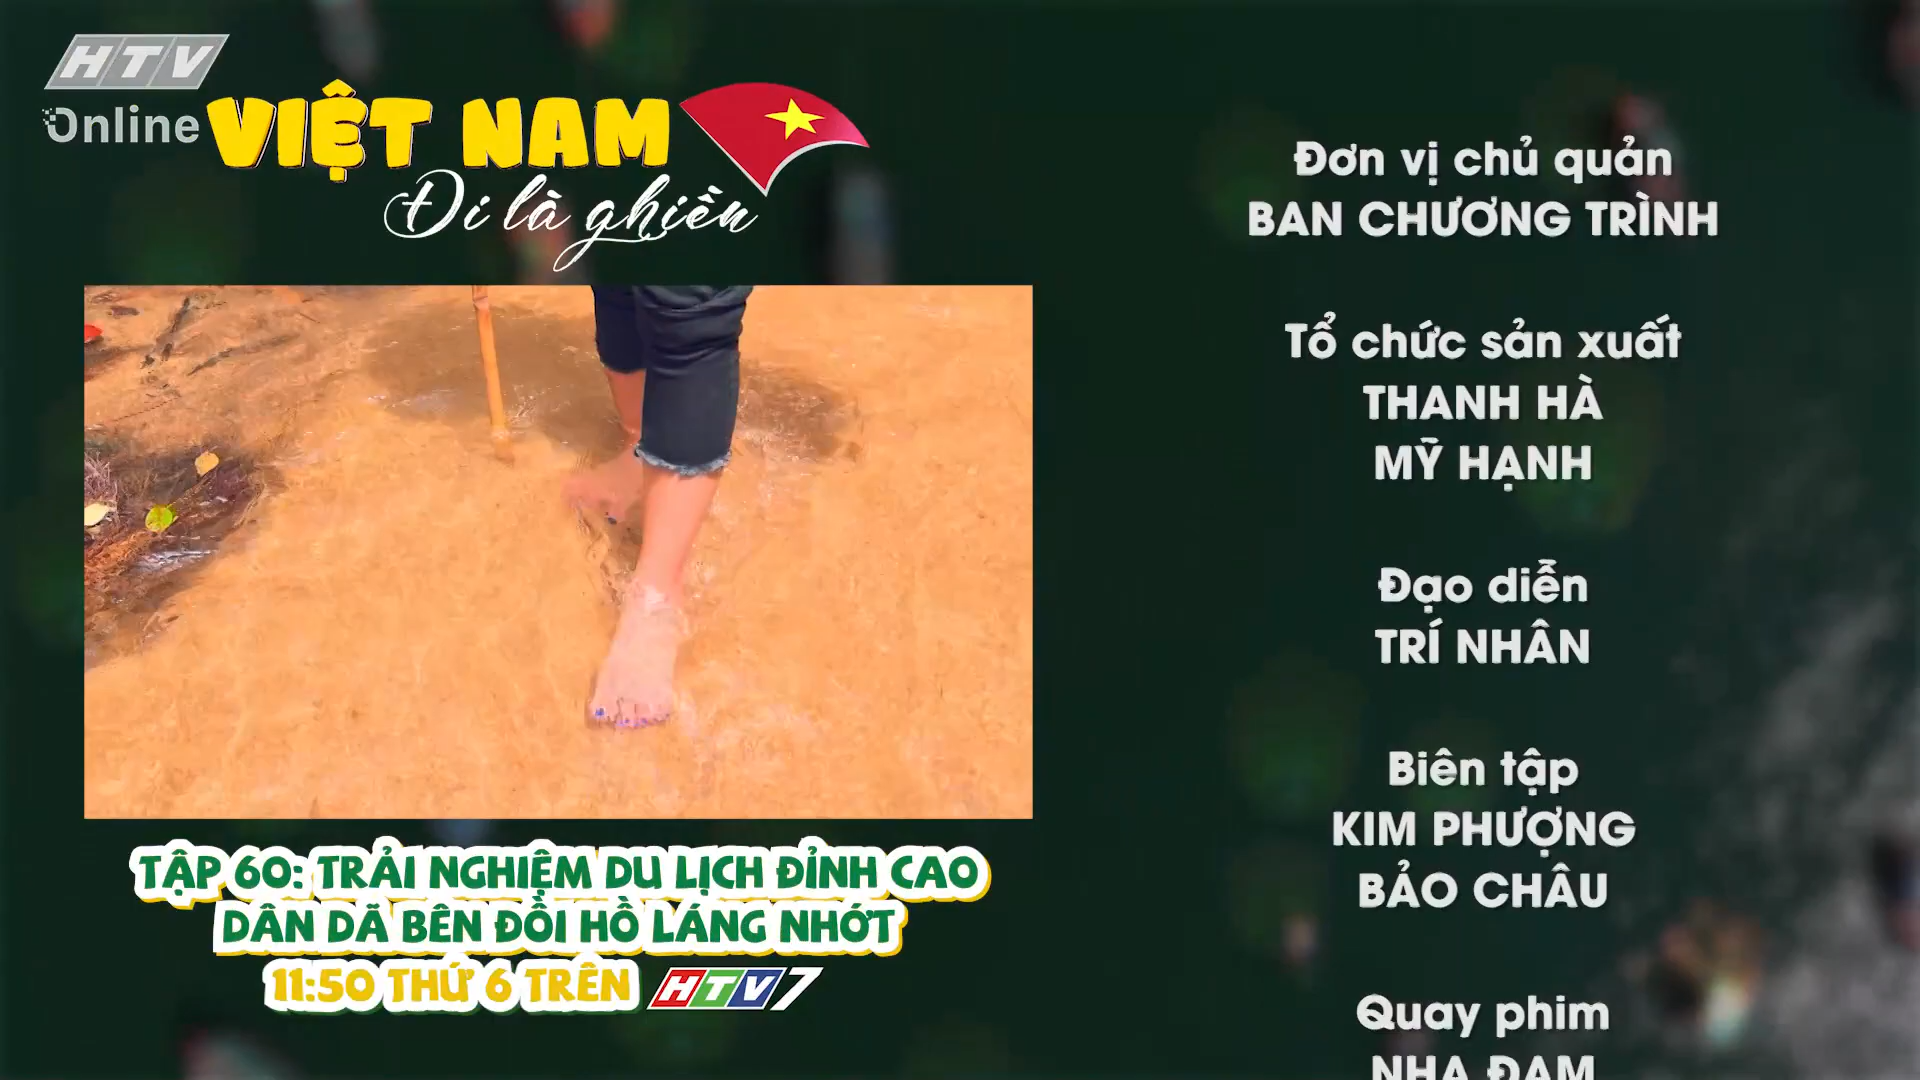 HTV
Online
VIỆT NAM
Đi là ghiền
TẬP 60: TRẢI NGHIỆM DU LỊCH ĐỈNH CAO
DÂN DÃ BÊN ĐỒI HỒ LÁNG NHỚT
11:50 THỨ 6 TRÊN HTV7
Đơn vị chủ quản
BAN CHƯƠNG TRÌNH
Tổ chức sản xuất
THANH HÀ
MỸ HẠNH
Đạo diễn
TRÍ NHÂN
Biên tập
KIM PHƯỢNG
BẢO CHÂU
Quay phim
NHA ĐAM